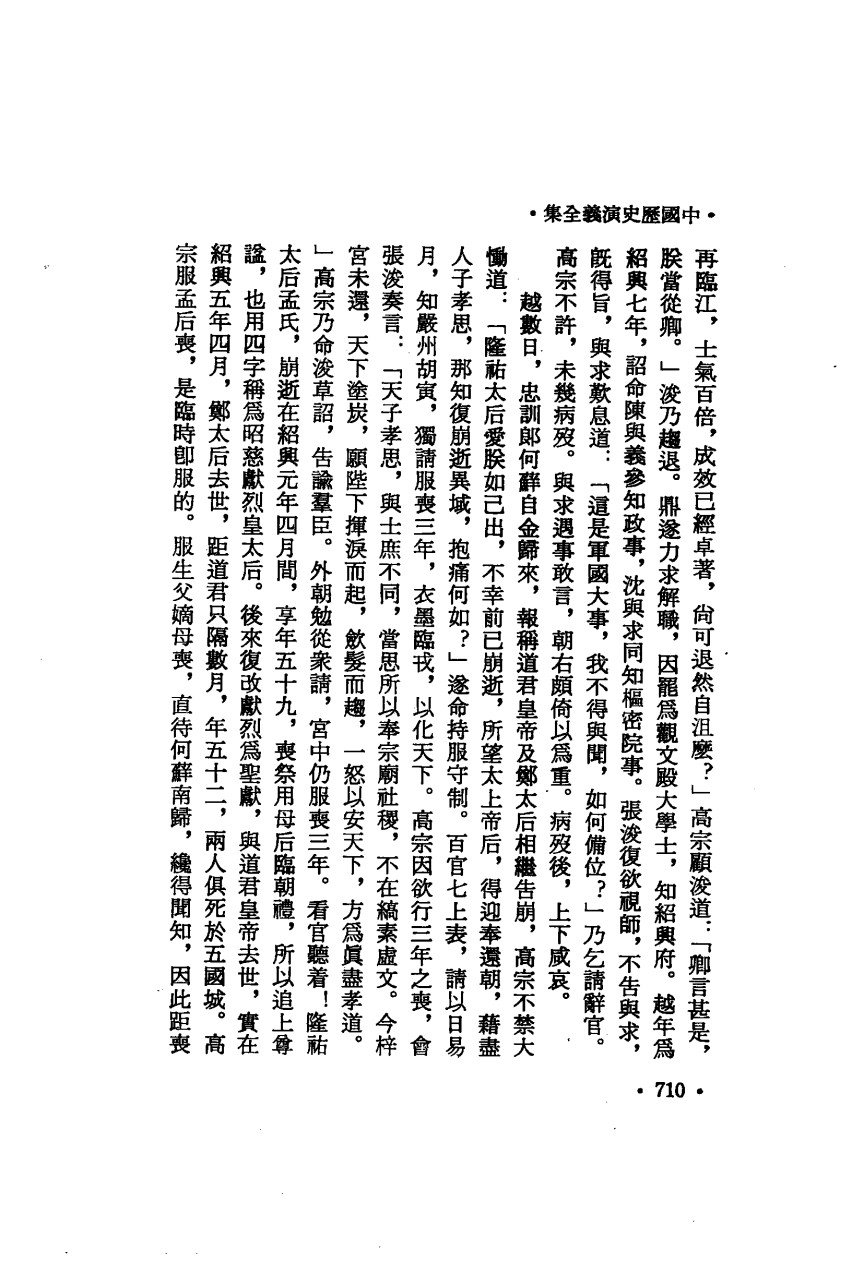 •中國歷史演義全集•
再臨江，士氣百倍，成效已經卓著，尙可退然自沮麼？」高宗顧浚道：「卿言甚是，
朕當從卿。」浚乃趨退。鼎遂力求解職，因罷爲觀文殿大學士，知紹興府。越年爲
紹興七年，詔命陳與義參知政事，沈與求同知樞密院事。張浚復欲視師，不告與求，
旣得旨，與求歎息道：「這是軍國大事，我不得與聞，如何備位？」乃乞請辭官。
高宗不許，未幾病歿。與求遇事敢言，朝右頗倚以爲重。病歿後，上下咸哀。
越數日，忠訓郎何蘚自金歸來，報稱道君皇帝及鄭太后相繼告崩，高宗不禁大
慟道：「隆祐太后愛朕如己出，不幸前已崩逝，所望太上帝后，得迎奉還朝，藉盡
人子孝思，那知復崩逝異域，抱痛何如？」遂命持服守制。百官七上表，請以日易
月，知嚴州胡寅，獨請服喪三年，衣墨臨戎，以化天下。高宗因欲行三年之喪，會
張浚奏言：「天子孝思，與士庶不同，當思所以奉宗廟社稷，不在縞素虛文。今梓
宮未還，天下塗炭，願陛下揮淚而起，歛髮而趨，一怒以安天下，方爲眞盡孝道。
」高宗乃命浚草詔，告諭羣臣。外朝勉從衆請，宮中仍服喪三年。看官聽着！隆祐
太后孟氏，崩逝在紹興元年四月間，享年五十九，喪祭用母后臨朝禮，所以追上尊
諡，也用四字稱爲昭慈獻烈皇太后。後來復改獻烈爲聖獻，與道君皇帝去世，實在
紹興五年四月，鄭太后去世，距道君只隔數月，年五十二，兩人俱死於五國城。高
宗服孟后喪，是臨時卽服的。服生父嫡母喪，直待何蘚南歸，纔得聞知，因此距喪
•710•